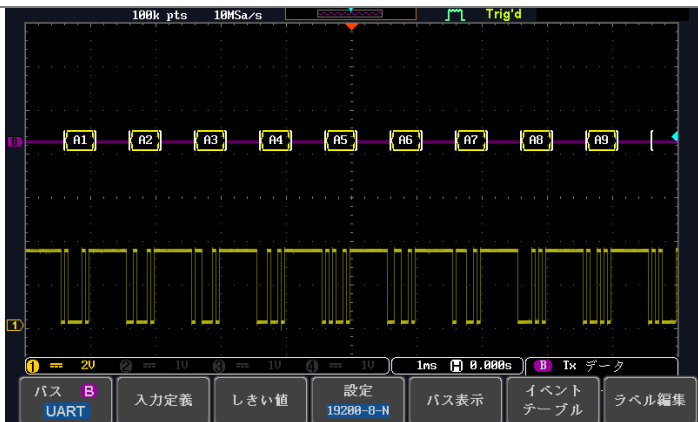 100k pts 10MSa/s Trig'd
B A1 A2 A3 A4 A5 A6 A7 A8 A9
1
1 2V 2 1V 3 1V 4 1V 1ms H 0.000s B Tx データ
バス B 入力定義 しきい値 設定 バス表示 イベント ラベル編集
UART 19200-8-N テーブル